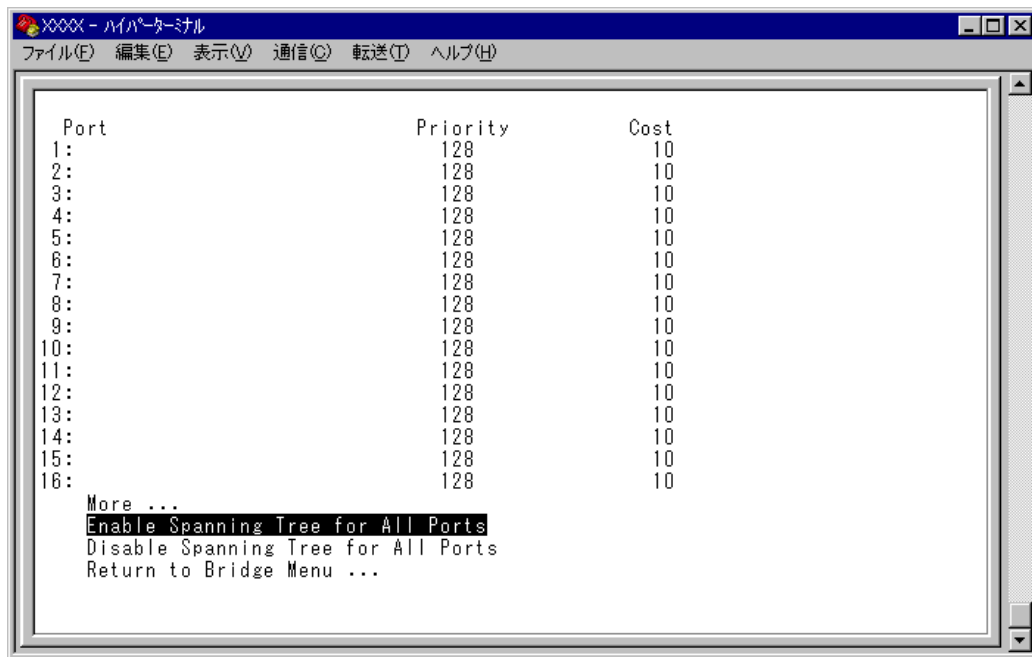 XXXX - ハイパーターミナル
ファイル(F) 編集(E) 表示(V) 通信(C) 転送(T) ヘルプ(H)
Port Priority Cost
1: 128 10
2: 128 10
3: 128 10
4: 128 10
5: 128 10
6: 128 10
7: 128 10
8: 128 10
9: 128 10
10: 128 10
11: 128 10
12: 128 10
13: 128 10
14: 128 10
15: 128 10
16: 128 10
More ...
Enable Spanning Tree for All Ports
Disable Spanning Tree for All Ports
Return to Bridge Menu ...